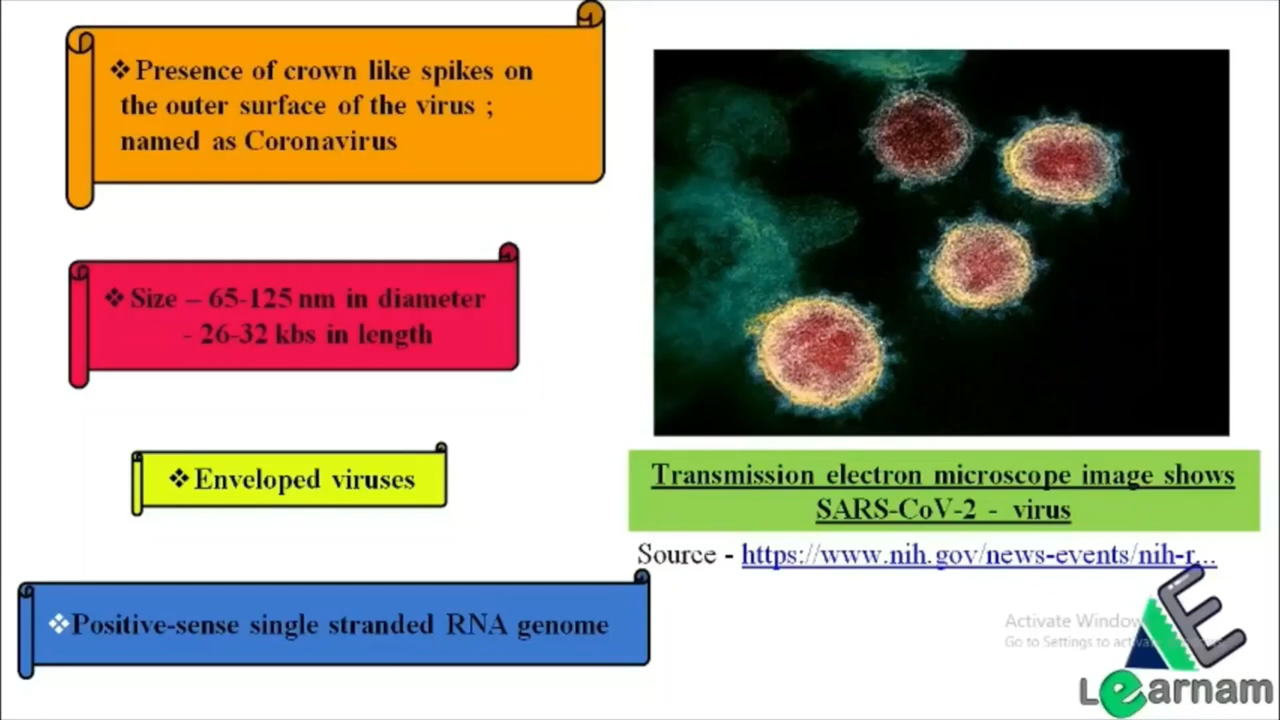 ❖Presence of crown like spikes on
the outer surface of the virus ;
named as Coronavirus
❖ Size – 65-125 nm in diameter
- 26-32 kbs in length
❖Enveloped viruses
❖Positive-sense single stranded RNA genome
Transmission electron microscope image shows
SARS-CoV-2 - virus
Source - https://www.nih.gov/news-events/nih-r...
Activate Window
Go to Settings to
Learnam